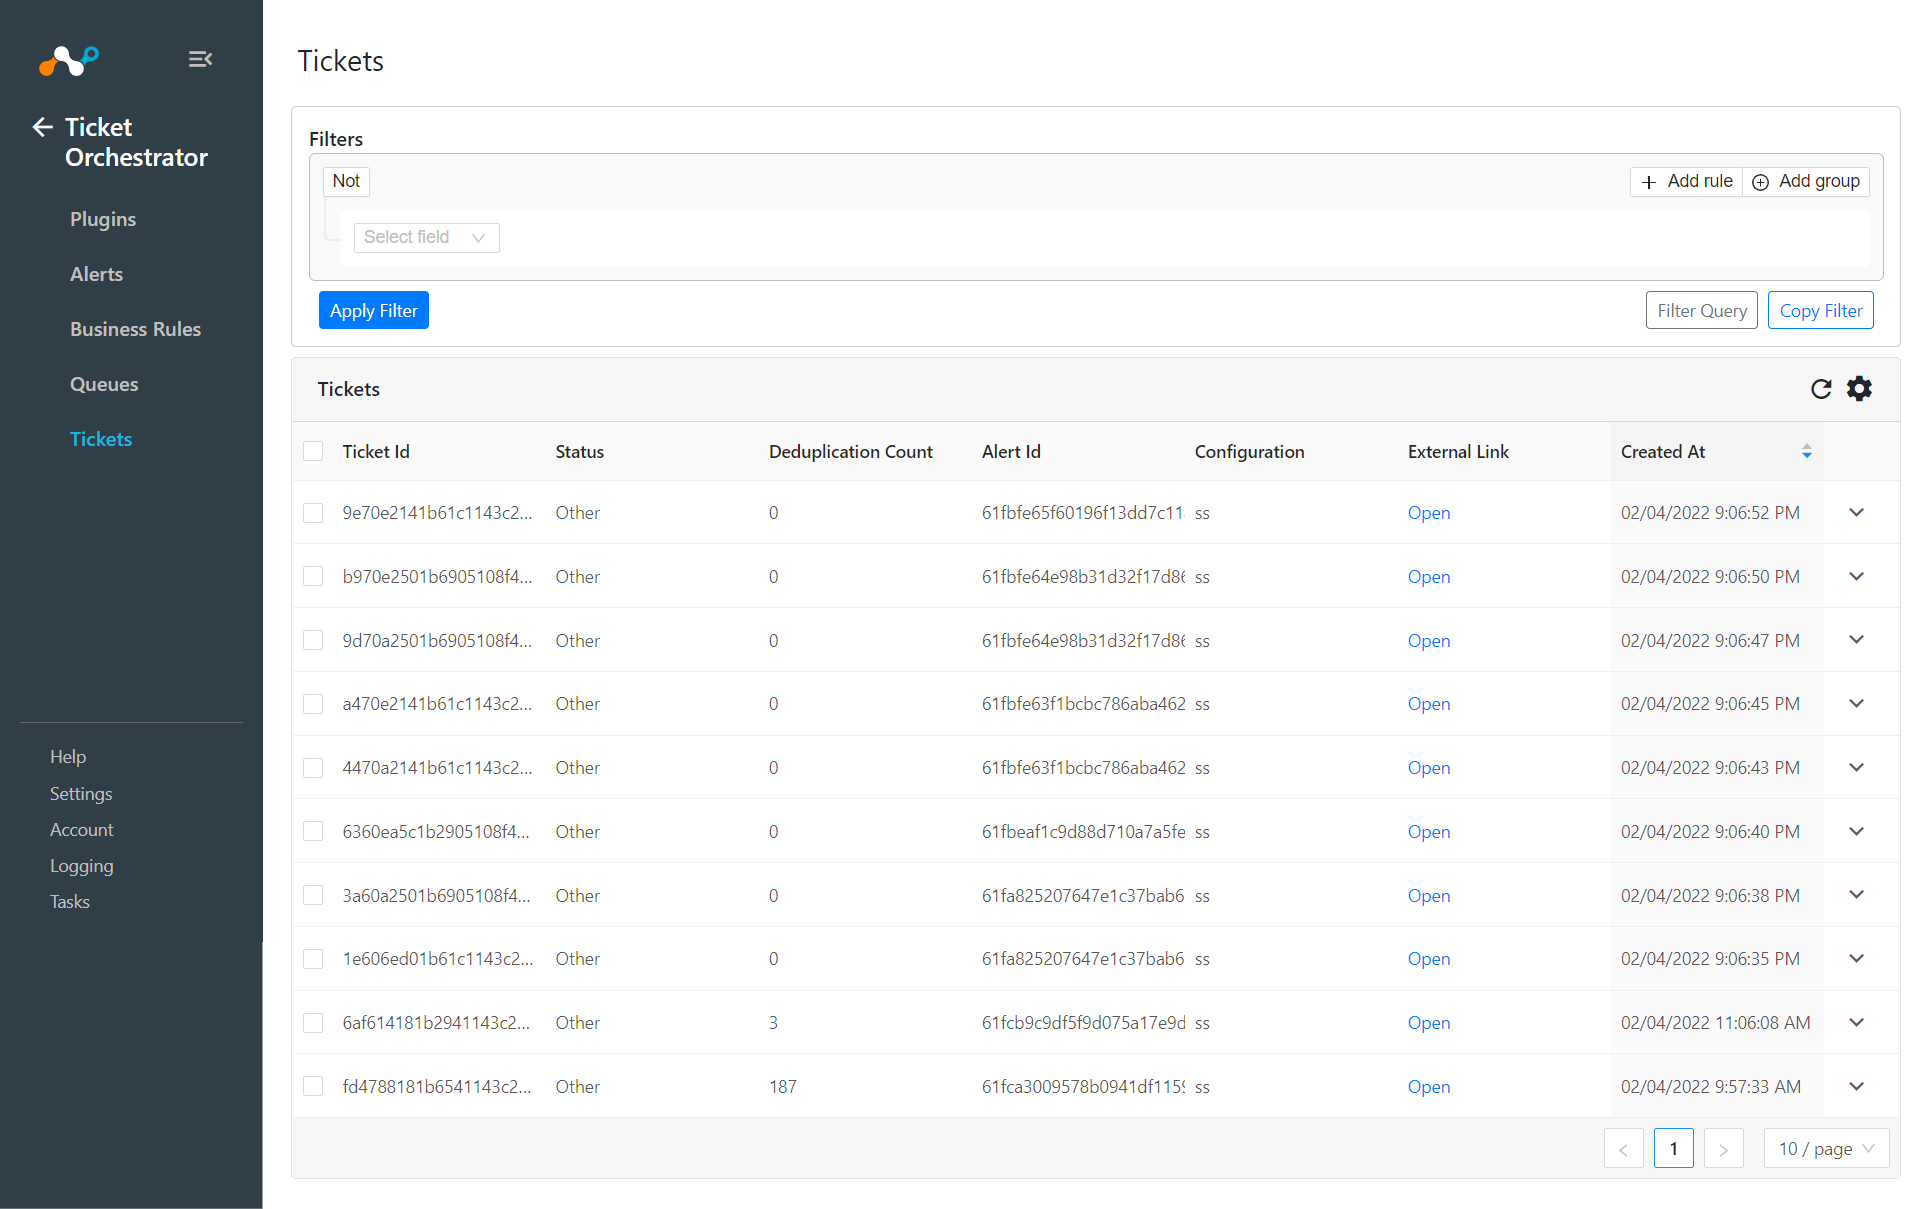 Ticket
Orchestrator
Plugins
Alerts
Business Rules
Queues
Tickets
Help
Settings
Account
Logging
Tasks
Tickets
Filters
Not
Add rule
Add group
Select field
Apply Filter
Filter Query
Copy Filter
Tickets
Ticket Id Status Deduplication Count Alert Id Configuration External Link Created At
9e70e2141b61c1143c2... Other 0 61fbfe65f60196f13dd7c11 ss Open 02/04/2022 9:06:52 PM
b970e2501b6905108f4... Other 0 61fbfe64e98b31d32f17d86 ss Open 02/04/2022 9:06:50 PM
9d70a2501b6905108f4... Other 0 61fbfe64e98b31d32f17d86 ss Open 02/04/2022 9:06:47 PM
a470e2141b61c1143c2... Other 0 61fbfe63f1bcbc786aba462 ss Open 02/04/2022 9:06:45 PM
4470a2141b61c1143c2... Other 0 61fbfe63f1bcbc786aba462 ss Open 02/04/2022 9:06:43 PM
6360ea5c1b2905108f4... Other 0 61fbeaf1c9d88d710a7a5fe ss Open 02/04/2022 9:06:40 PM
3a60a2501b6905108f4... Other 0 61fa825207647e1c37bab6 ss Open 02/04/2022 9:06:38 PM
1e606ed01b61c1143c2... Other 0 61fa825207647e1c37bab6 ss Open 02/04/2022 9:06:35 PM
6af614181b2941143c2... Other 3 61fcb9c9df5f9d075a17e9d ss Open 02/04/2022 11:06:08 AM
fd4788181b6541143c2... Other 187 61fca3009578b0941df1159 ss Open 02/04/2022 9:57:33 AM
1
10 / page